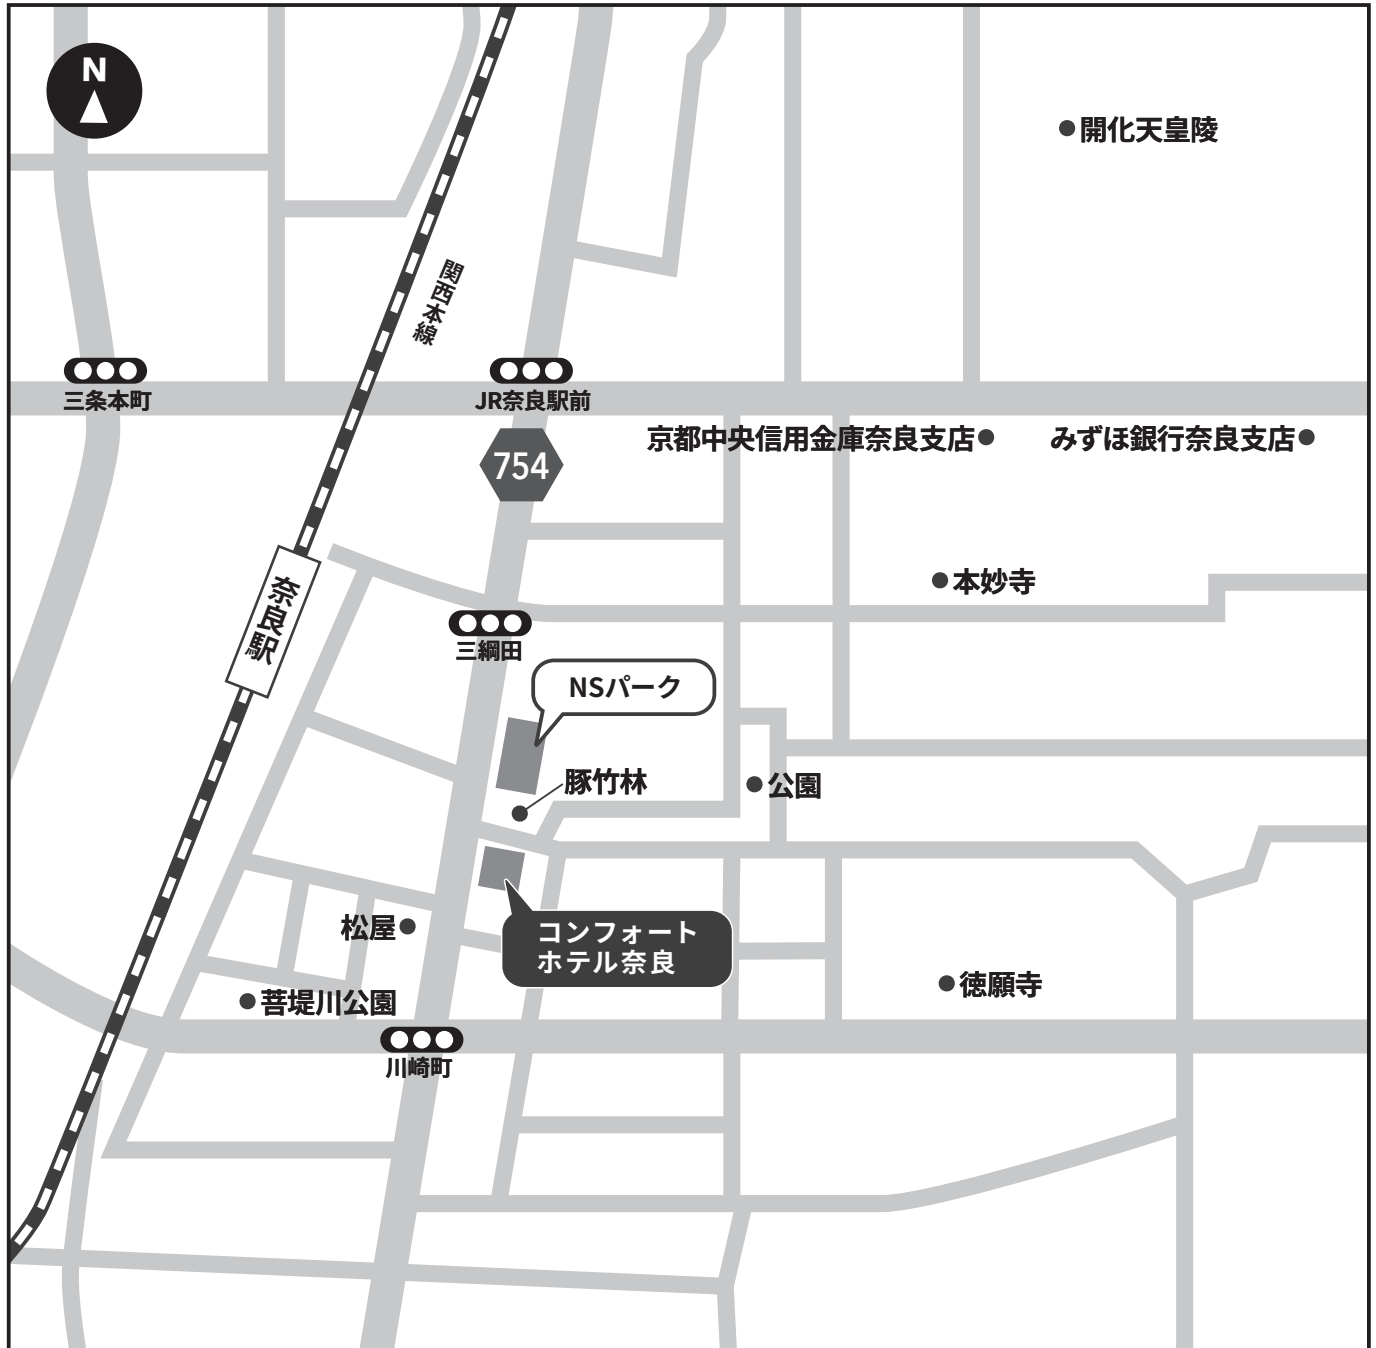 N
開化天皇陵
関西本線
三条本町
JR奈良駅前
京都中央信用金庫奈良支店
みずほ銀行奈良支店
754
奈良駅
本妙寺
三綱田
NSパーク
豚竹林
公園
松屋
コンフォート
ホテル奈良
徳願寺
菩堤川公園
川崎町